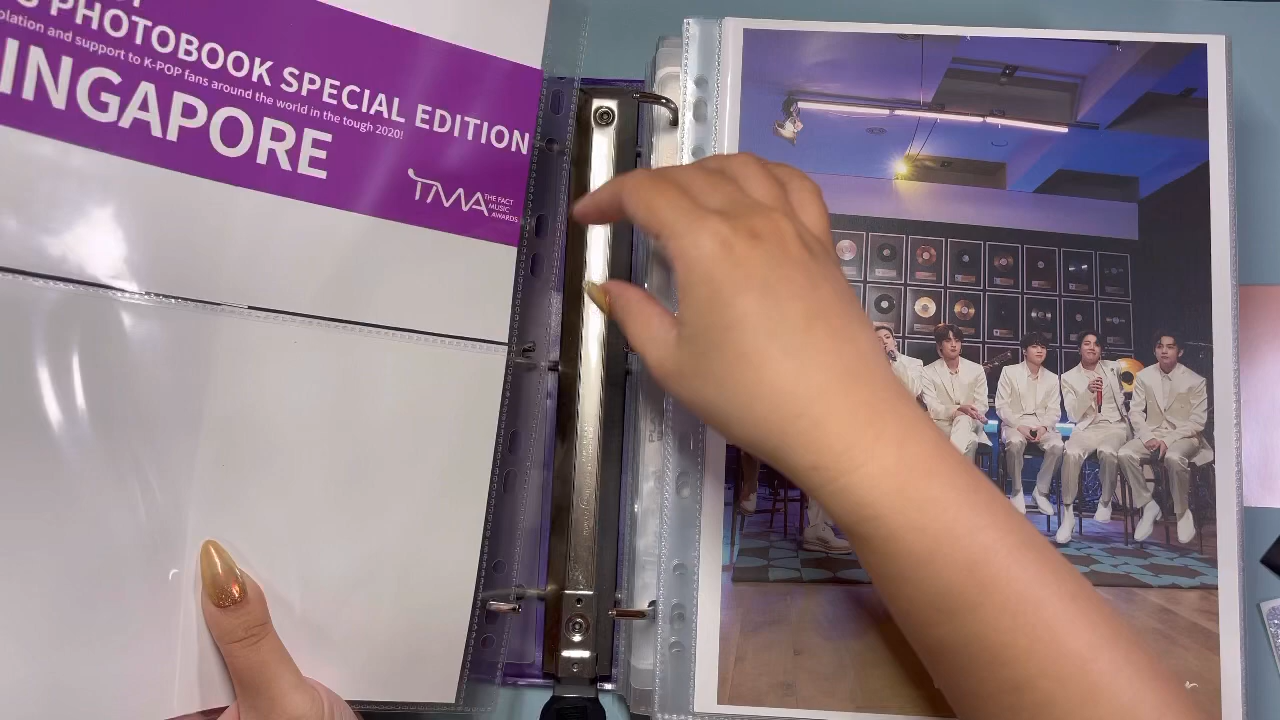 PHOTOBOOK SPECIAL EDITION
olation and support to K-POP fans around the world in the tough 2020!
INGAPORE
TMA THE FACT
MUSIC
AWARDS